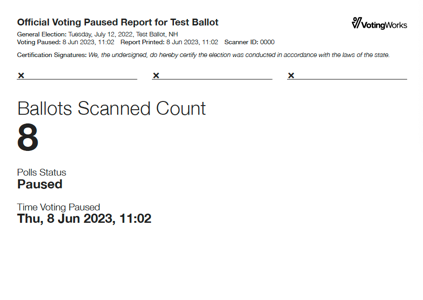 Official Voting Paused Report for Test Ballot
VotingWorks
General Election: Tuesday, July 12, 2022, Test Ballot, NH
Voting Paused: 8 Jun 2023, 11:02 Report Printed: 8 Jun 2023, 11:02 Scanner ID: 0000
Certification Signatures: We, the undersigned, do hereby certify the election was conducted in accordance with the laws of the state.
× × ×
Ballots Scanned Count
8
Polls Status
Paused
Time Voting Paused
Thu, 8 Jun 2023, 11:02